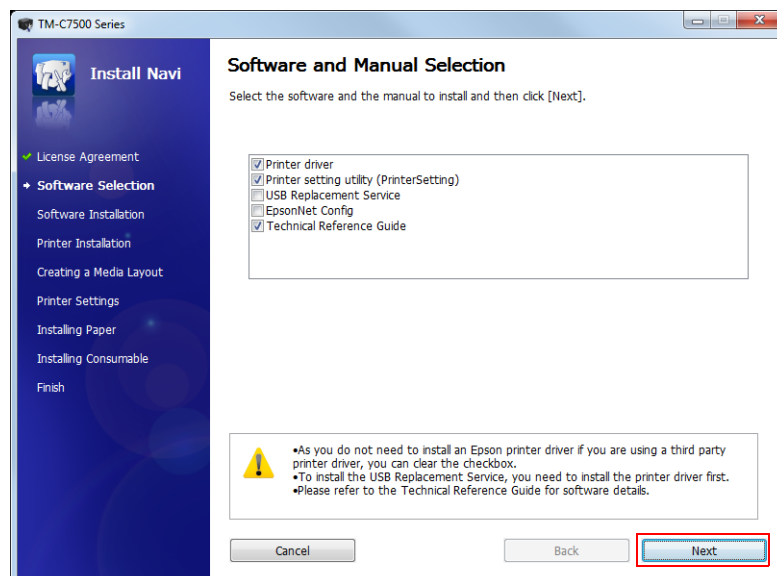 TM-C7500 Series
Install Navi
License Agreement
Software Selection
Software Installation
Printer Installation
Creating a Media Layout
Printer Settings
Installing Paper
Installing Consumable
Finish
Software and Manual Selection
Select the software and the manual to install and then click [Next].
Printer driver
Printer setting utility (PrinterSetting)
USB Replacement Service
EpsonNet Config
Technical Reference Guide
•As you do not need to install an Epson printer driver if you are using a third party
printer driver, you can clear the checkbox.
•To install the USB Replacement Service, you need to install the printer driver first.
•Please refer to the Technical Reference Guide for software details.
Cancel
Back
Next